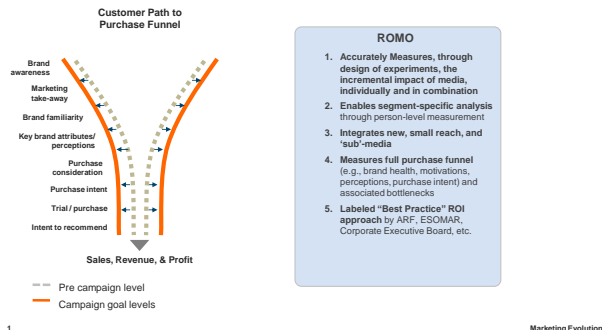 Customer Path to
Purchase Funnel
Brand
awareness
Marketing
take-away
Brand familiarity
Key brand attributes/
perceptions
Purchase
consideration
Purchase intent
Trial / purchase
Intent to recommend
Sales, Revenue, & Profit
Pre campaign level
Campaign goal levels
ROMO
1. Accurately Measures, through
design of experiments, the
incremental impact of media,
individually and in combination
2. Enables segment-specific analysis
through person-level measurement
3. Integrates new, small reach, and
‘sub’-media
4. Measures full purchase funnel
(e.g., brand health, motivations,
perceptions, purchase intent) and
associated bottlenecks
5. Labeled “Best Practice” ROI
approach by ARF, ESOMAR,
Corporate Executive Board, etc.
1
Marketing Evolution